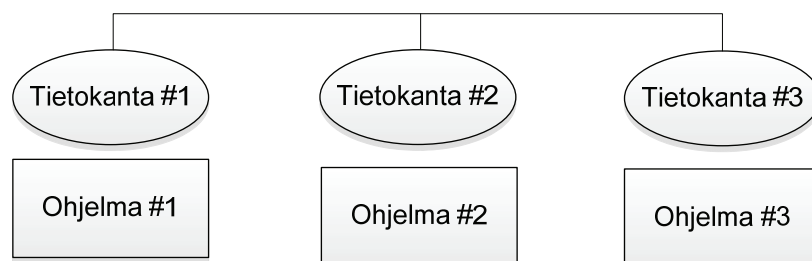 Tietokanta #1
Tietokanta #2
Tietokanta #3
Ohjelma #1
Ohjelma #2
Ohjelma #3